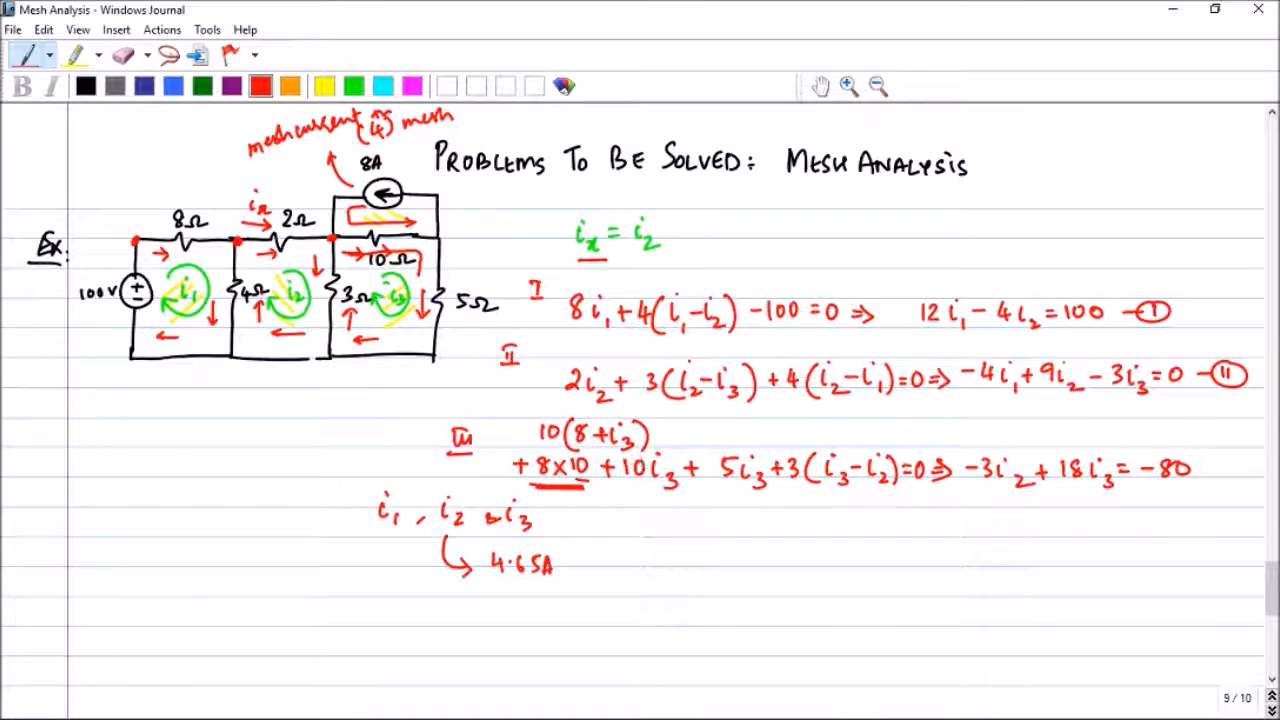 Mesh Analysis - Windows Journal
File Edit View Insert Actions Tools Help
B I
mesh current (i4) mesh
PROBLEMS TO BE SOLVED: MESH ANALYSIS
8A
Ex:
8Ω
ix
2Ω
10Ω
100V
4Ω
3Ω
5Ω
i1
i2
i3
ix = i2
I 8i1 + 4(i1 - i2) - 100 = 0 ⇒ 12i1 - 4i2 = 100 - I
II 2i2 + 3(i2 - i3) + 4(i2 - i1) = 0 ⇒ -4i1 + 9i2 - 3i3 = 0 - II
III 10(8 + i3)
+ 8×10 + 10i3 + 5i3 + 3(i3 - i2) = 0 ⇒ -3i2 + 18i3 = -80
i1, i2 & i3
4.65A
9 / 10